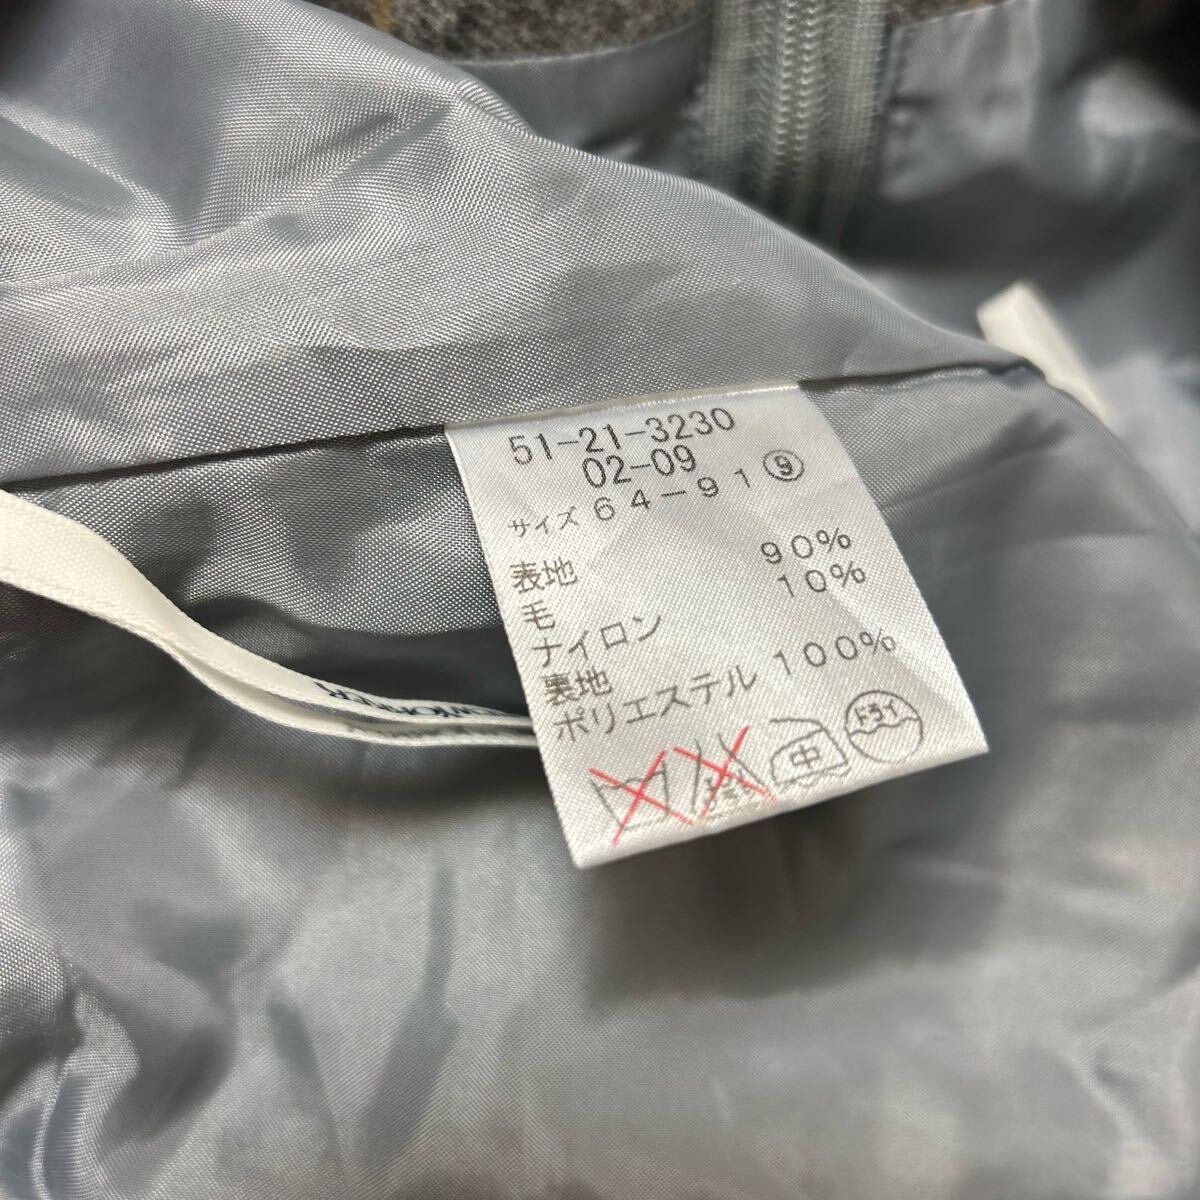 51-21-3230
02-09
サイズ 64-91 ⑨
表地
毛 90%
ナイロン 10%
裏地
ポリエステル 100%
中
ドライ